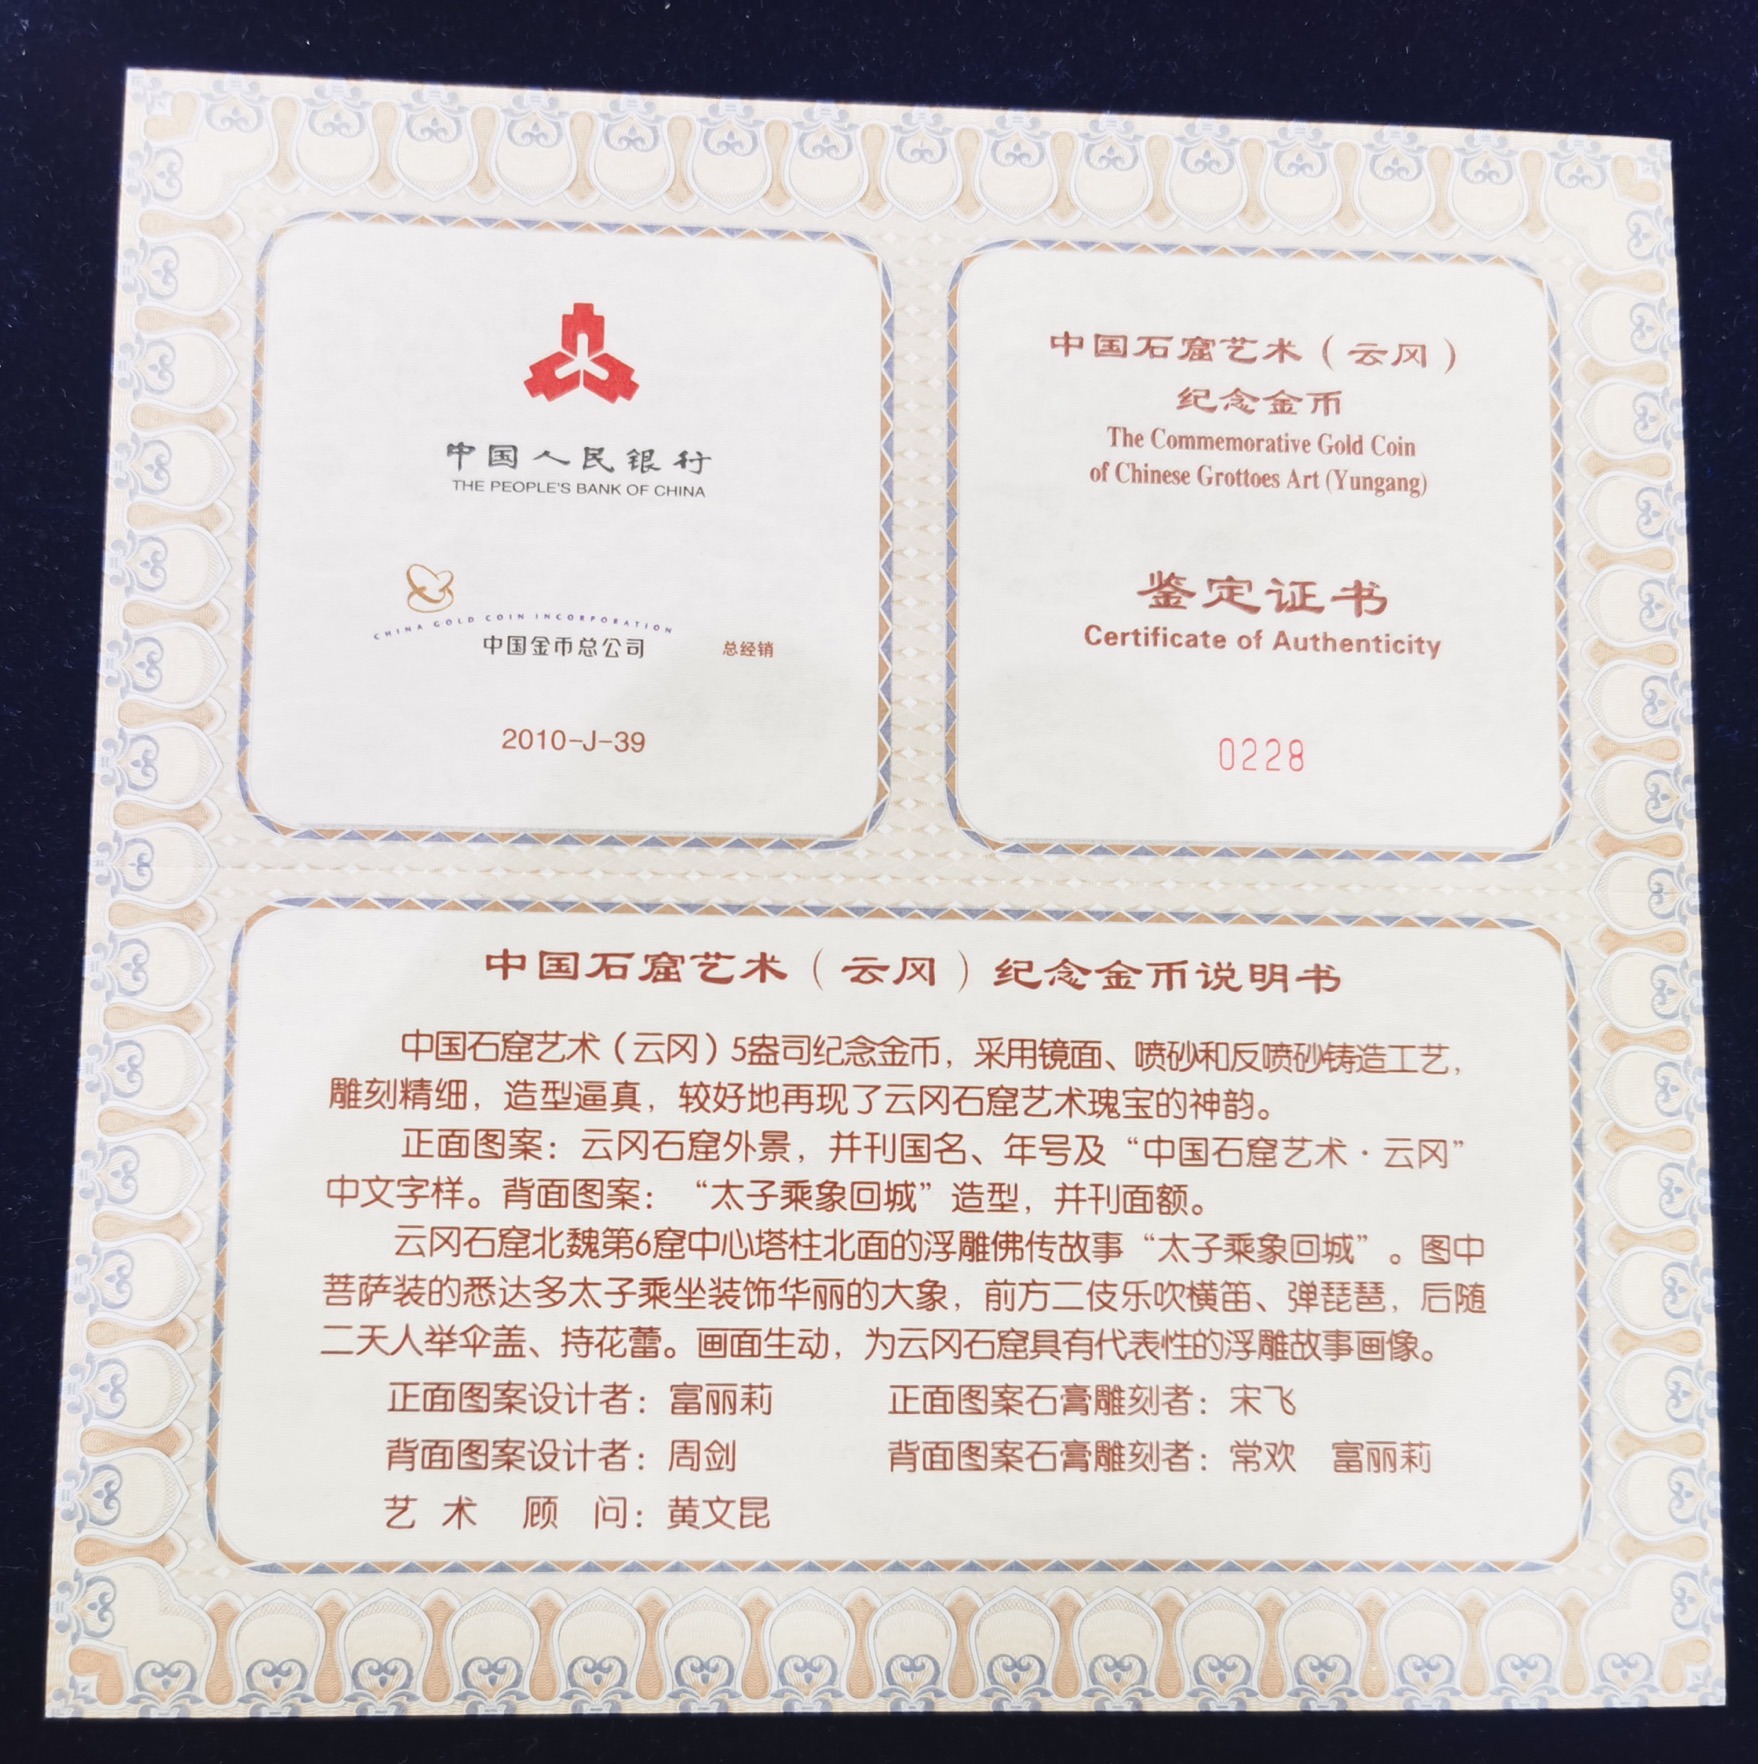 中国人民银行
THE PEOPLE'S BANK OF CHINA
CHINA GOLD COIN INCORPORATION
中国金币总公司 总经销
2010-J-39
中国石窟艺术（云冈）
纪念金币
The Commemorative Gold Coin
of Chinese Grottoes Art (Yungang)
鉴定证书
Certificate of Authenticity
0228
中国石窟艺术（云冈）纪念金币说明书
中国石窟艺术（云冈）5盎司纪念金币，采用镜面、喷砂和反喷砂铸造工艺，
雕刻精细，造型逼真，较好地再现了云冈石窟艺术瑰宝的神韵。
正面图案：云冈石窟外景，并刊国名、年号及“中国石窟艺术·云冈”
中文字样。背面图案：“太子乘象回城”造型，并刊面额。
云冈石窟北魏第6窟中心塔柱北面的浮雕佛传故事“太子乘象回城”。图中
菩萨装的悉达多太子乘坐装饰华丽的大象，前方二伎乐吹横笛、弹琵琶，后随
二天人举伞盖、持花蕾。画面生动，为云冈石窟具有代表性的浮雕故事画像。
正面图案设计者：富丽莉 正面图案石膏雕刻者：宋飞
背面图案设计者：周剑 背面图案石膏雕刻者：常欢 富丽莉
艺术顾问：黄文昆